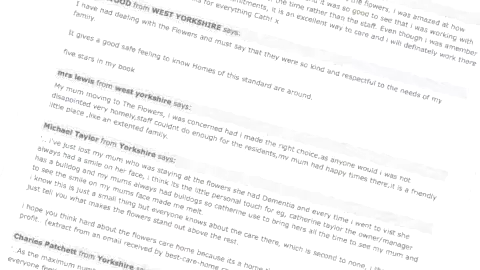 the flowers, i was amazed at how
and it was so good to see that i was working with
the time rather than the staff. Even though i was amember
commitments, it is an excellent way to care and i will definately work there
for everything Cath! x
WOOD from WEST YORKSHIRE says:
I have had dealing with the Flowers and must say that they were so kind and respectful to the needs of my
family.
It gives a good safe feeling to know Homes of this standard are around.
five stars in my book
mrs lewis from west yorkshire says:
My mum moving to The Flowers, i was concerned had i made the right choice,as anyone would i was not
disapointed very homely,staff couldnt do enough for the residents,my mum had happy times there,it is a friendly
little place ,like an extented family.
Michael Taylor from Yorkshire says:
'.. I've just lost my mum who was staying at the flowers she had Dementia and every time i went to visit she
always had a smile on her face, i think its the little personal touch for eg, catherine taylor the owner/manager
has a bulldog and my mums always had bulldogs so catherine use to bring hers all the time to see my mum and
to see the smile on my mums face made me melt.
i know this is just a small thing but everyone knows about the care there, which is second to none, i
just tell you what makes the flowers stand out above the rest.
i hope you think hard about the flowers care home because its a home
profit. (extract from an email received by best-care-home
Charles Patchett from Yorkshire
As the maximum
everyone